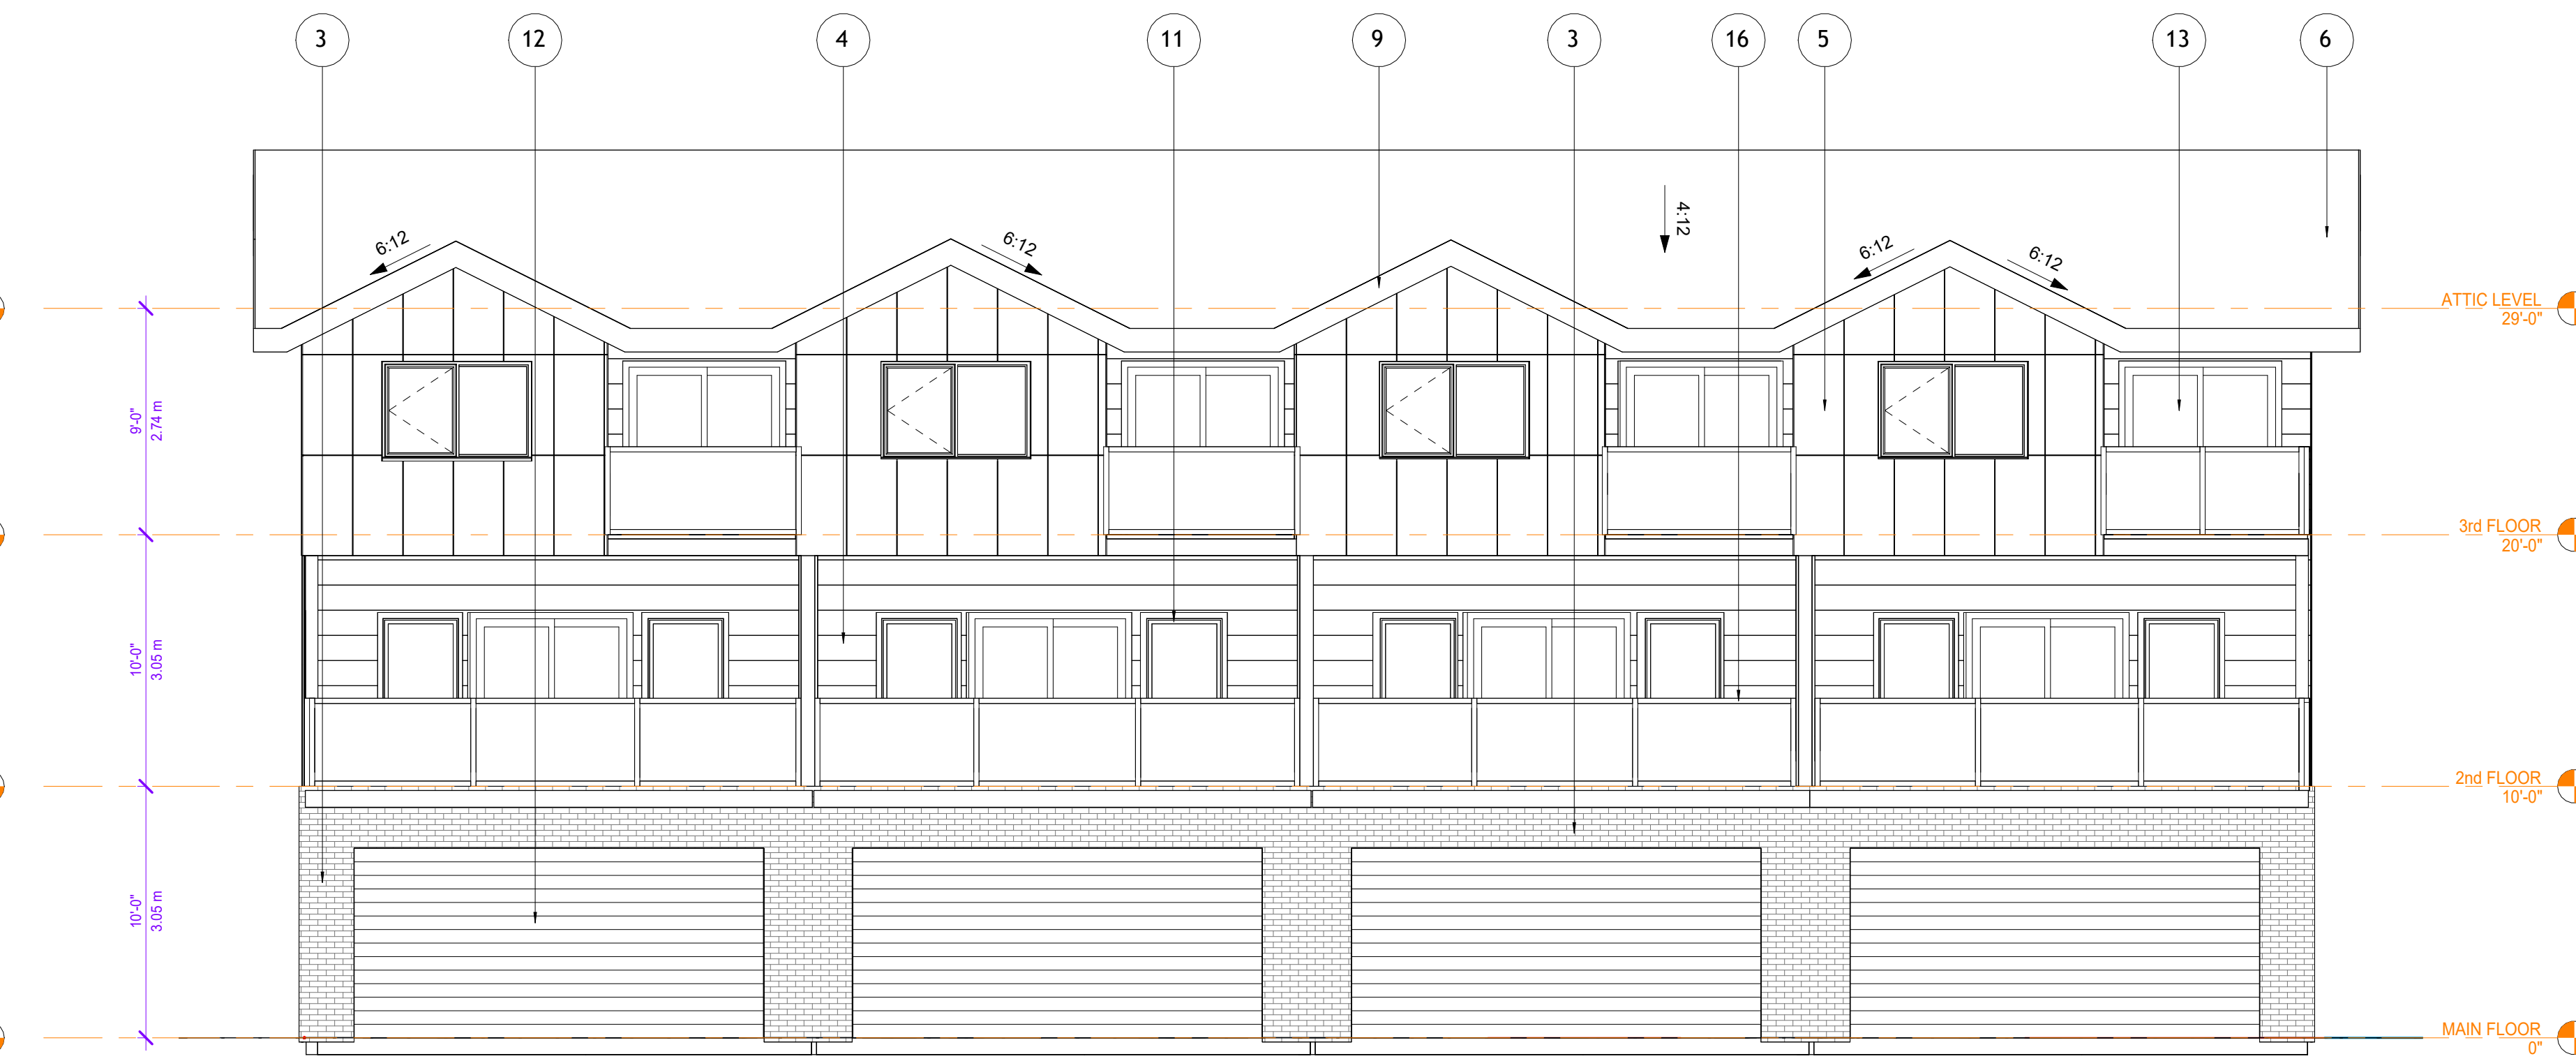 3 12 4 11 9 3 16 5 13 6
4:12
6:12 6:12 6:12 6:12
ATTIC LEVEL
29'-0"
9'-0"
2.74 m
3rd FLOOR
20'-0"
10'-0"
3.05 m
2nd FLOOR
10'-0"
10'-0"
3.05 m
MAIN FLOOR
0"